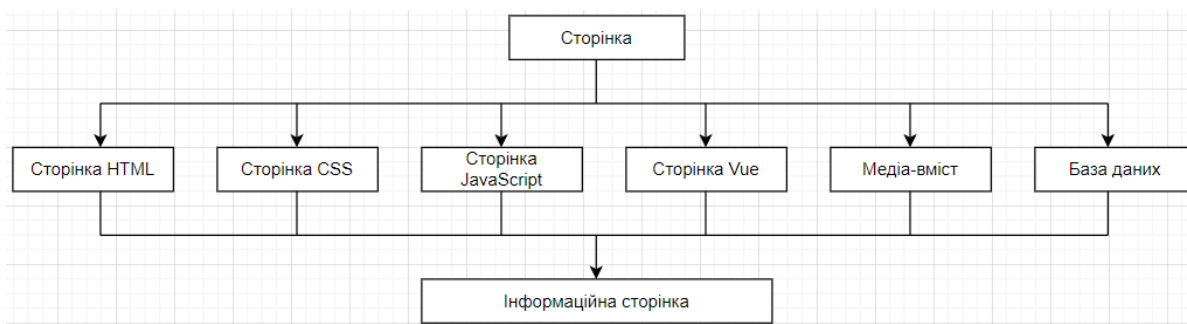 Сторінка
Сторінка HTML
Сторінка CSS
Сторінка
JavaScript
Сторінка Vue
Медіа-вміст
База даних
Інформаційна сторінка